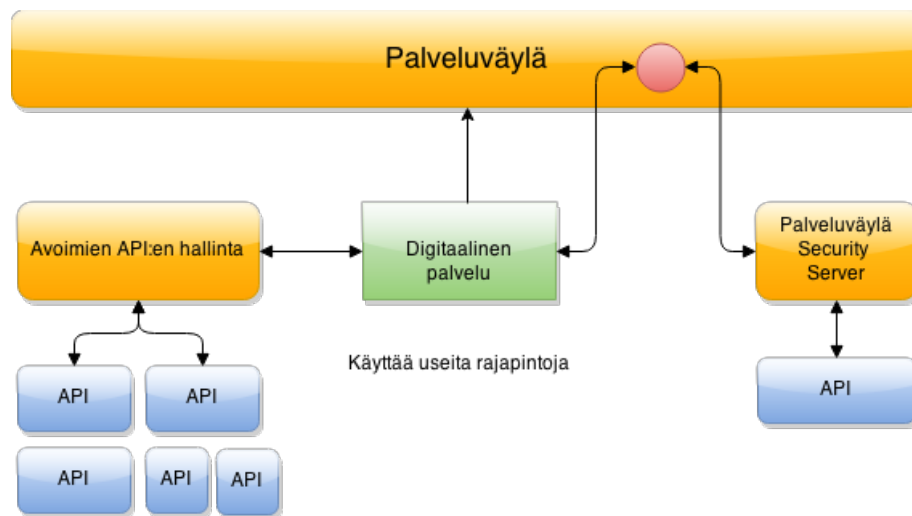 Palveluväylä
Avoimien API:en hallinta
Digitaalinen
palvelu
Palveluväylä
Security
Server
Käyttää useita rajapintoja
API
API
API
API
API
API